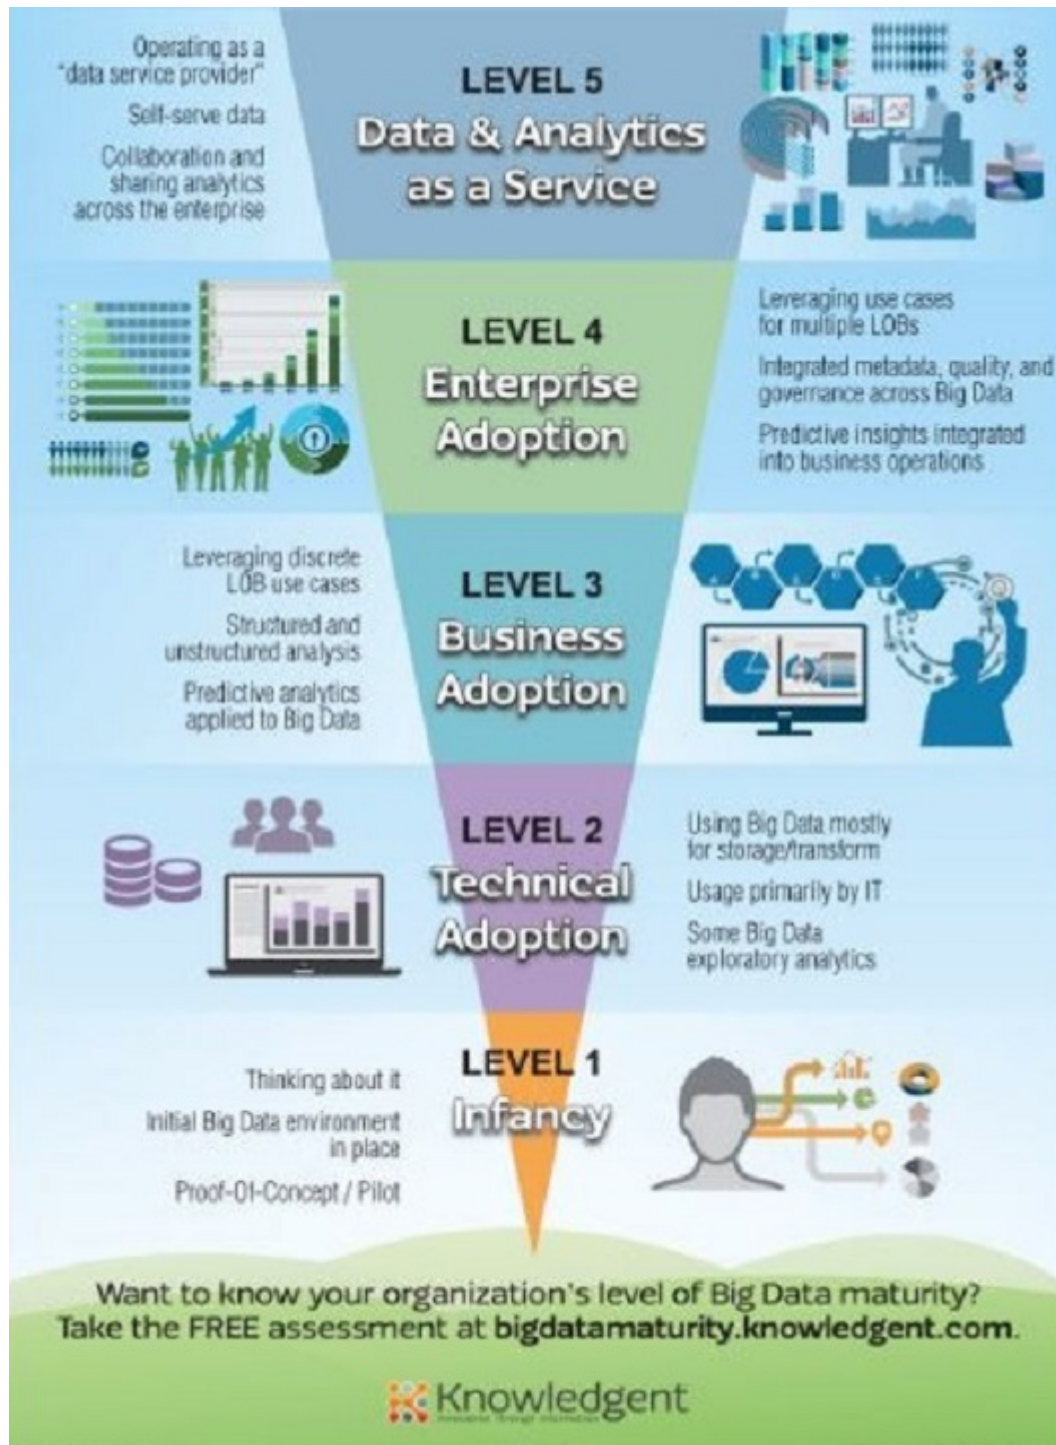 Operating as a
"data service provider"
Self-serve data
Collaboration and
sharing analytics
across the enterprise
LEVEL 5
Data & Analytics
as a Service
LEVEL 4
Enterprise
Adoption
Leveraging use cases
for multiple LOBs
Integrated metadata, quality, and
governance across Big Data
Predictive insights integrated
into business operations
Leveraging discrete
LOB use cases
Structured and
unstructured analysis
Predictive analytics
applied to Big Data
LEVEL 3
Business
Adoption
LEVEL 2
Technical
Adoption
Using Big Data mostly
for storage/transform
Usage primarily by IT
Some Big Data
exploratory analytics
Thinking about it
Initial Big Data environment
in place
Proof-Of-Concept / Pilot
LEVEL 1
Infancy
Want to know your organization's level of Big Data maturity?
Take the FREE assessment at bigdatamaturity.knowledgent.com.
Knowledgent
Innovation Through Information